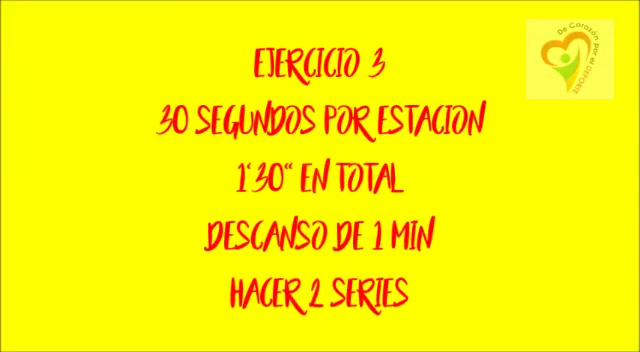 EJERCICIO 3
30 SEGUNDOS POR ESTACION
1'30" EN TOTAL
DESCANSO DE 1 MIN
HACER 2 SERIES
De Corazón por el DEPORTE